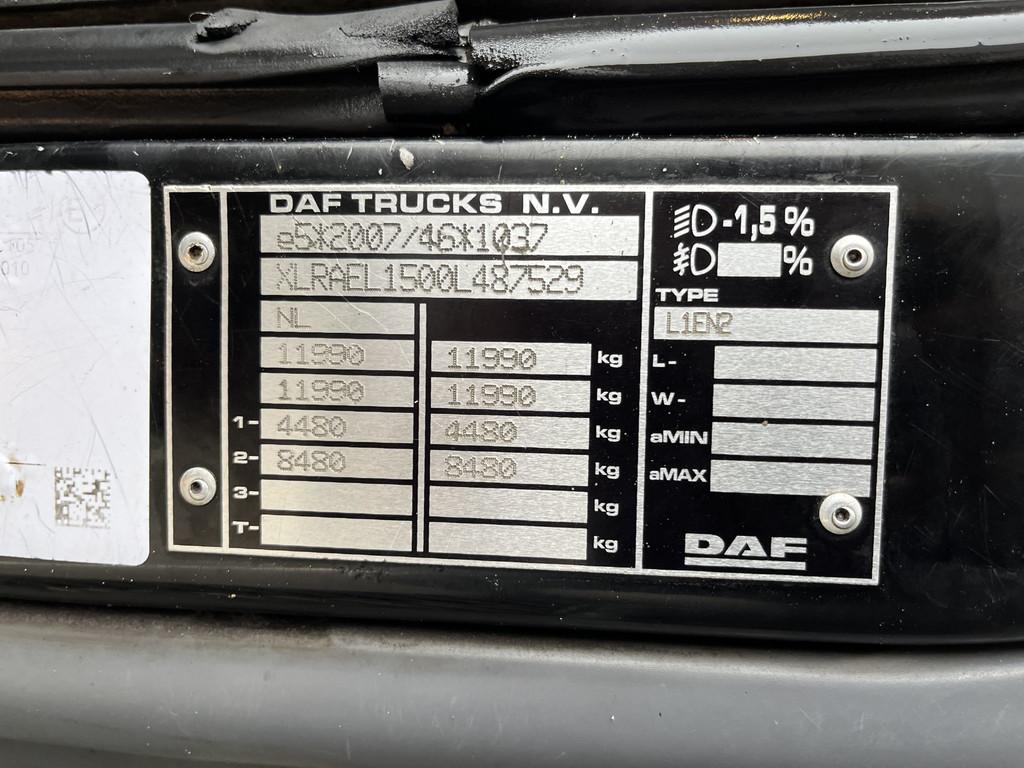 DAF TRUCKS N.V.
e5*2007/46*1037
XLRAEL1500L487529
NL
11990 11990 kg
11990 11990 kg
1- 4480 4480 kg
2- 8480 8480 kg
3- kg
T- kg
-1,5 %
%
TYPE
L1EN2
L-
W-
aMIN
aMAX
DAF
E
010